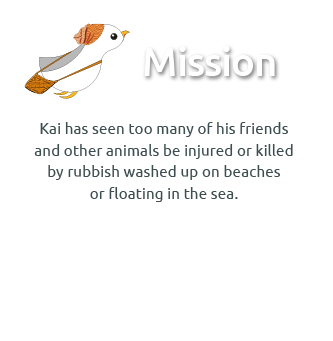 Mission
Kai has seen too many of his friends
and other animals be injured or killed
by rubbish washed up on beaches
or floating in the sea.